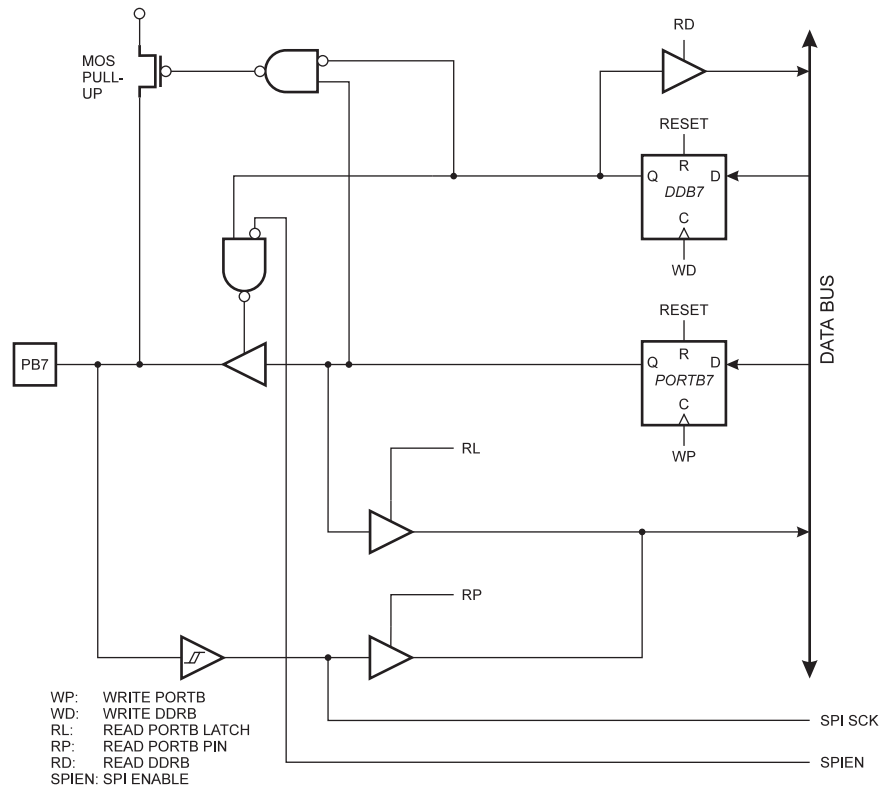 RD
MOS
PULL-
UP
RESET
R
Q
D
DDB7
C
WD
DATA BUS
RESET
PB7
R
Q
D
PORTB7
C
WP
RL
RP
WP: WRITE PORTB
WD: WRITE DDRB
RL: READ PORTB LATCH
RP: READ PORTB PIN
RD: READ DDRB
SPIEN: SPI ENABLE
SPI SCK
SPIEN